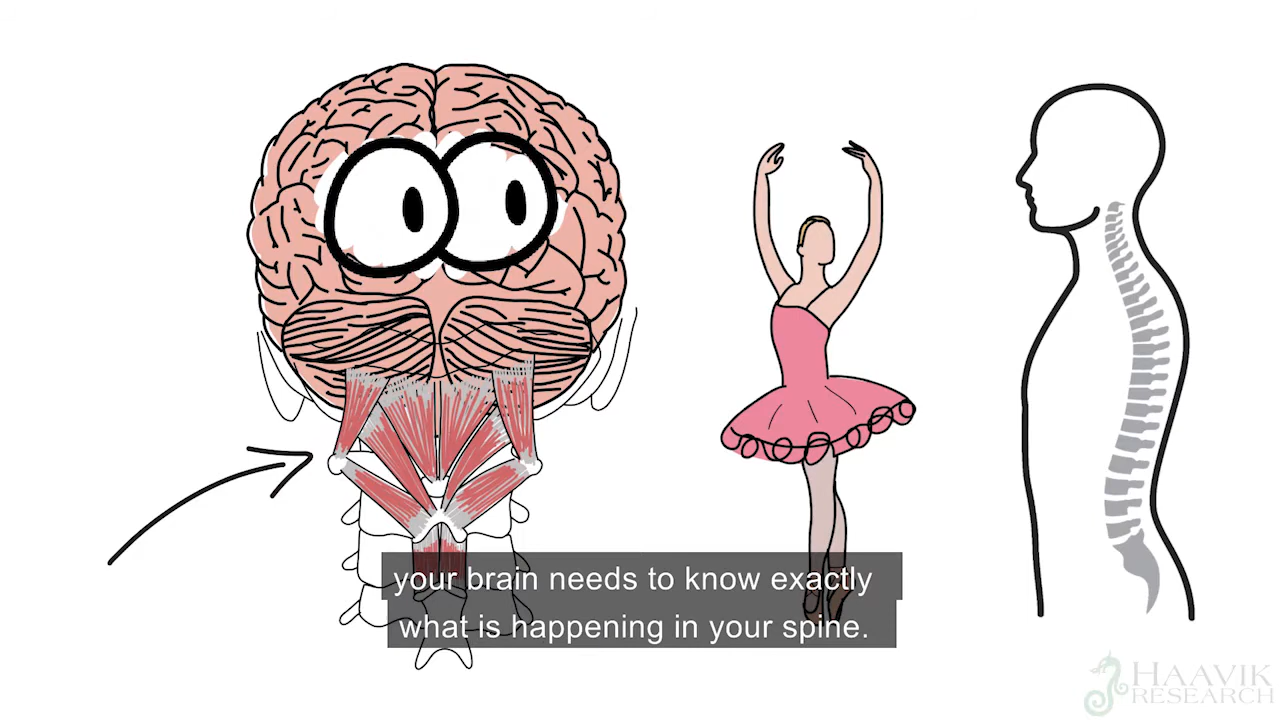 your brain needs to know exactly
what is happening in your spine.
HAAVIK
RESEARCH